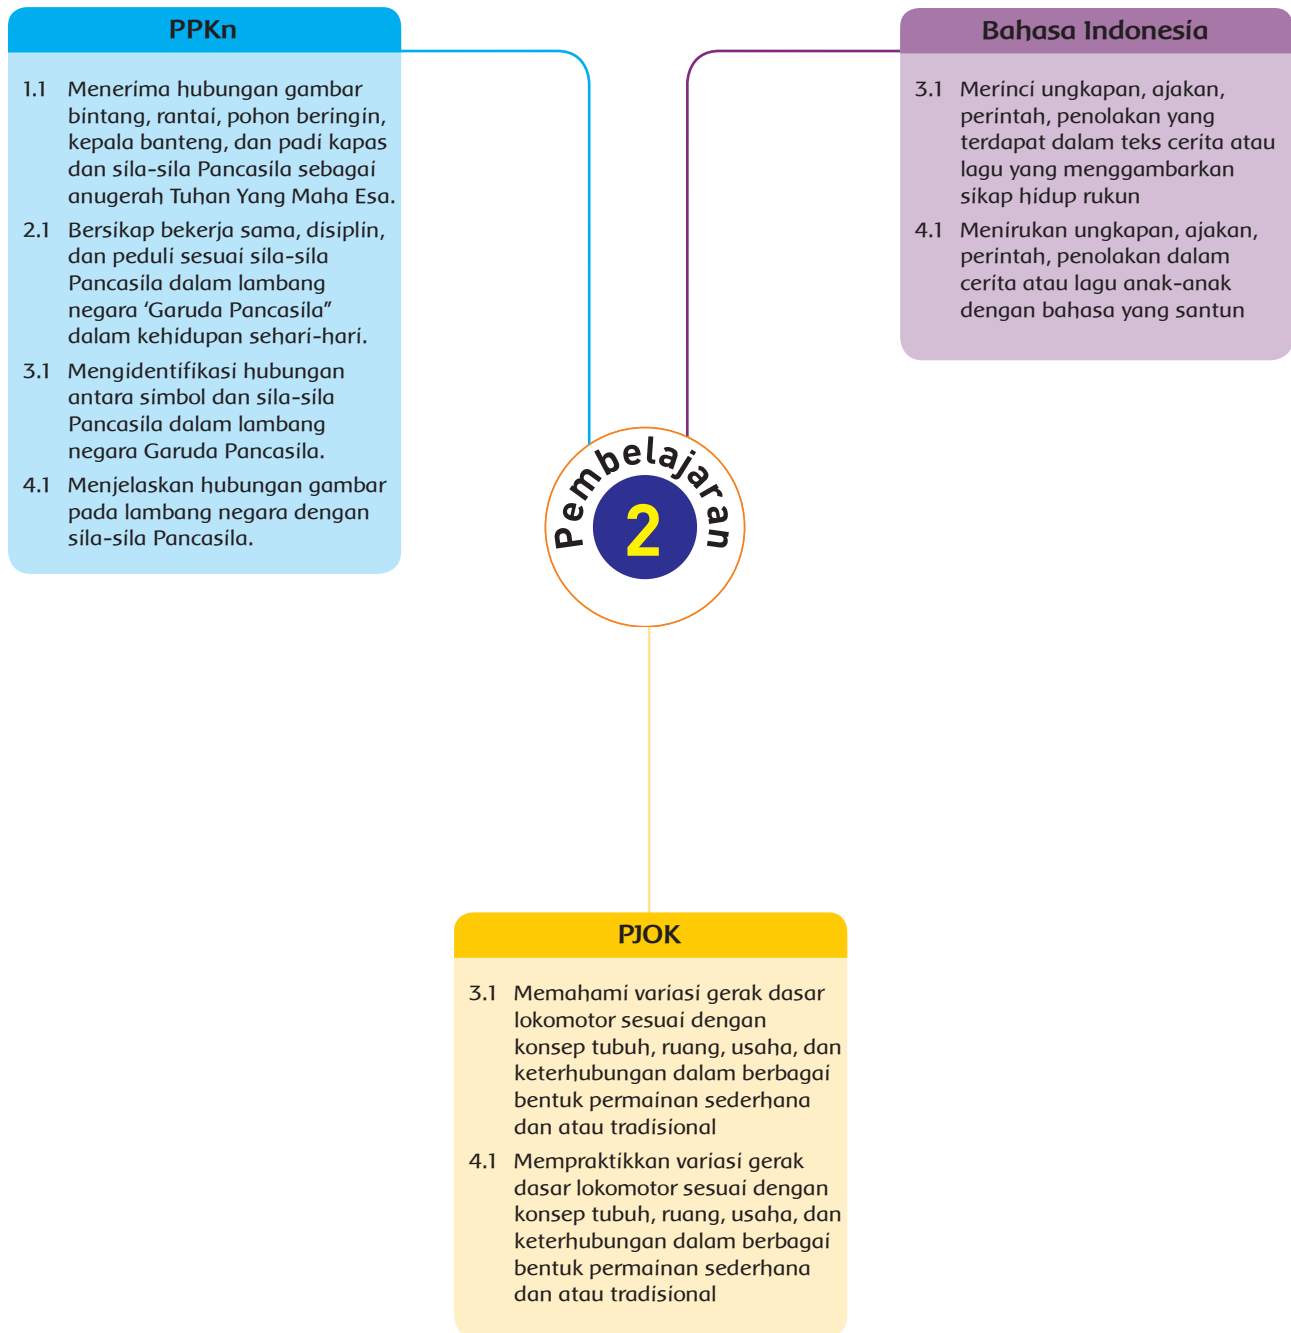 PPKn
1.1 Menerima hubungan gambar
bintang, rantai, pohon beringin,
kepala banteng, dan padi kapas
dan sila-sila Pancasila sebagai
anugerah Tuhan Yang Maha Esa.
2.1 Bersikap bekerja sama, disiplin,
dan peduli sesuai sila-sila
Pancasila dalam lambang
negara ‘Garuda Pancasila”
dalam kehidupan sehari-hari.
3.1 Mengidentifikasi hubungan
antara simbol dan sila-sila
Pancasila dalam lambang
negara Garuda Pancasila.
4.1 Menjelaskan hubungan gambar
pada lambang negara dengan
sila-sila Pancasila.
Bahasa Indonesia
3.1 Merinci ungkapan, ajakan,
perintah, penolakan yang
terdapat dalam teks cerita atau
lagu yang menggambarkan
sikap hidup rukun
4.1 Menirukan ungkapan, ajakan,
perintah, penolakan dalam
cerita atau lagu anak-anak
dengan bahasa yang santun
Pembelajaran
2
PJOK
3.1 Memahami variasi gerak dasar
lokomotor sesuai dengan
konsep tubuh, ruang, usaha, dan
keterhubungan dalam berbagai
bentuk permainan sederhana
dan atau tradisional
4.1 Mempraktikkan variasi gerak
dasar lokomotor sesuai dengan
konsep tubuh, ruang, usaha, dan
keterhubungan dalam berbagai
bentuk permainan sederhana
dan atau tradisional